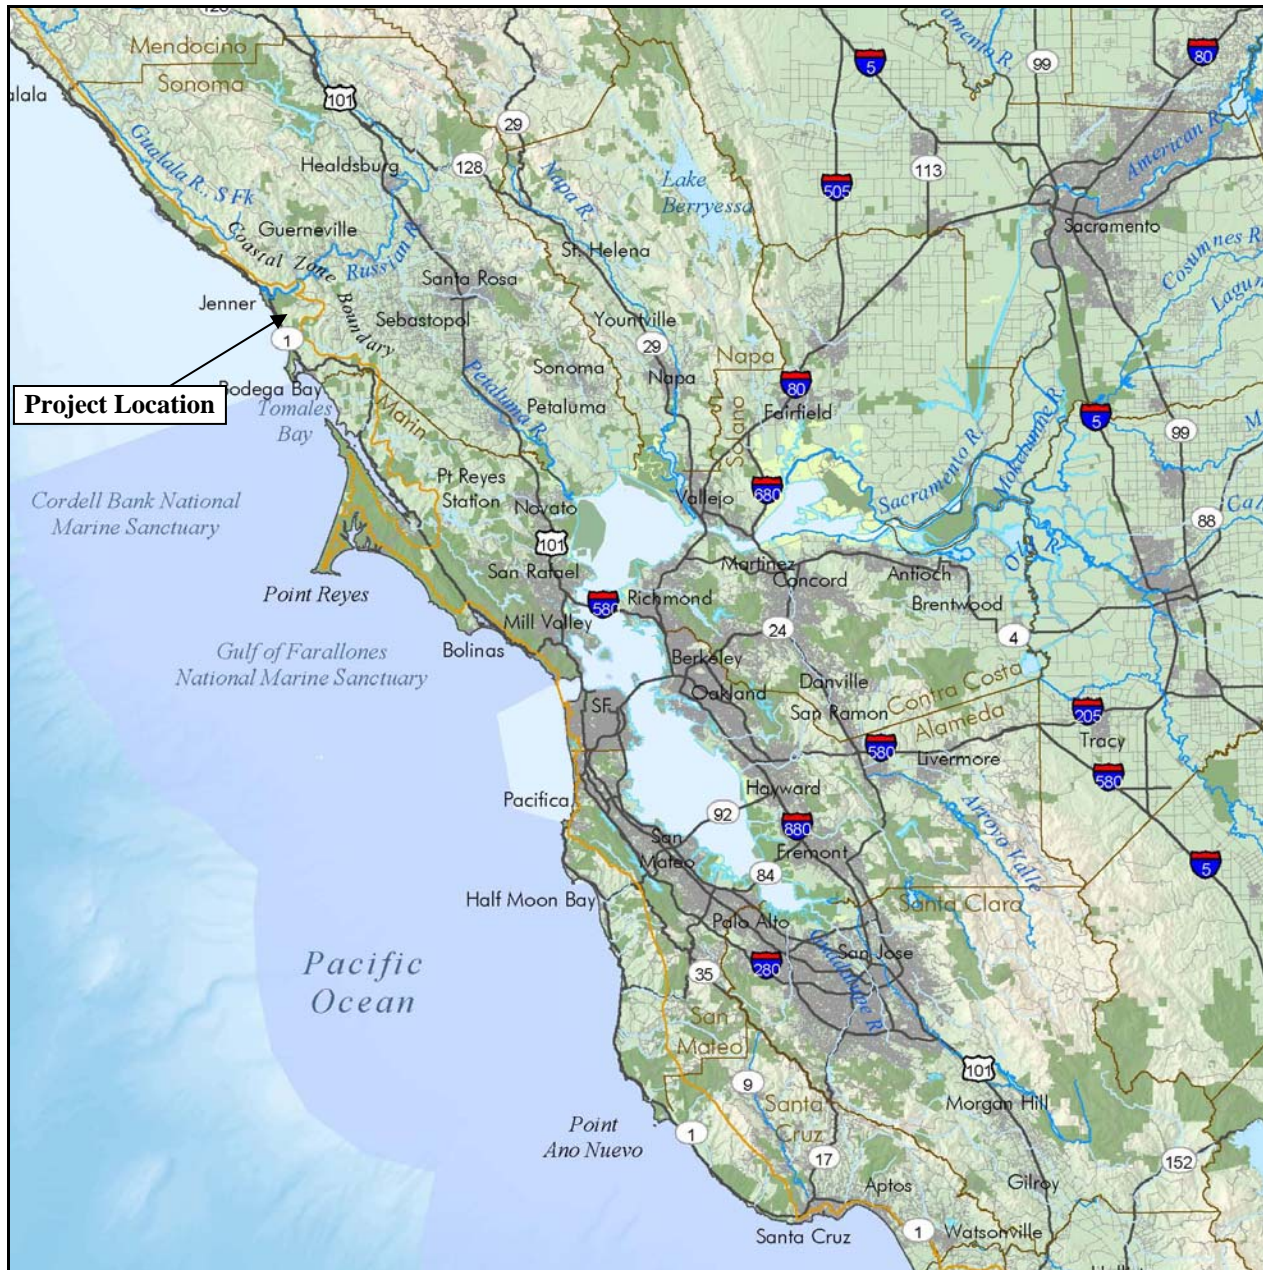 128
Mendocino
Sonoma
101
5
amento R.
99
80
alala
29
Healdsburg
128
Gualala R., S Fk
Napa R.
Lake
Berryessa
505
113
American R.
Guerneville
Coastal Zone Boundary
Russian R.
St. Helena
Sacramento
Cosumnes R.
Lagun
Santa Rosa
Jenner
Sebastopol
Yountville
1
29
Napa
Sonoma
Napa
80
Fairfield
Solano
Project Location
Bodega Bay
Tomales
Bay
Marin
Petaluma R.
Petaluma
5
99
M
Mokelumne R.
Sacramento R.
Pt Reyes
Station
Novato
Vallejo
680
Cordell Bank National
Marine Sanctuary
88
Cal
Old R.
101
San Rafael
Martinez
Concord
Antioch
Point Reyes
580
Richmond
Brentwood
Mill Valley
24
4
Bolinas
Gulf of Farallones
National Marine Sanctuary
Berkeley
Oakland
Danville
San Ramon
Contra Costa
Alameda
SF
205
Tracy
580
Livermore
580
Hayward
Pacifica
92
880
Arroyo Valle
San
Mateo
Fremont
84
5
Half Moon Bay
Palo Alto
Santa Clara
Guadalupe R.
San Jose
Pacific
Ocean
35
280
San
Mateo
101
9
Morgan Hill
Santa
Cruz
Point
Ano Nuevo
1
17
152
Aptos
Gilroy
Santa Cruz
1
Watsonville